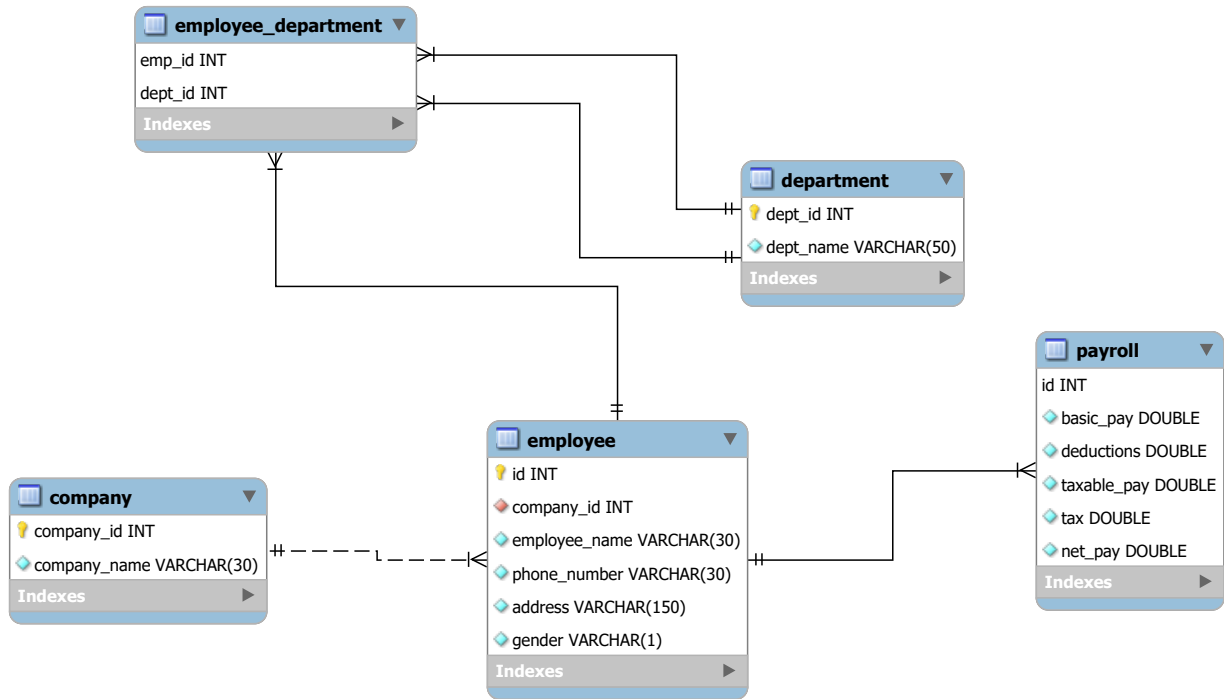 employee_department
emp_id INT
dept_id INT
Indexes
department
dept_id INT
dept_name VARCHAR(50)
Indexes
payroll
id INT
basic_pay DOUBLE
deductions DOUBLE
taxable_pay DOUBLE
tax DOUBLE
net_pay DOUBLE
Indexes
employee
id INT
company_id INT
employee_name VARCHAR(30)
phone_number VARCHAR(30)
address VARCHAR(150)
gender VARCHAR(1)
Indexes
company
company_id INT
company_name VARCHAR(30)
Indexes